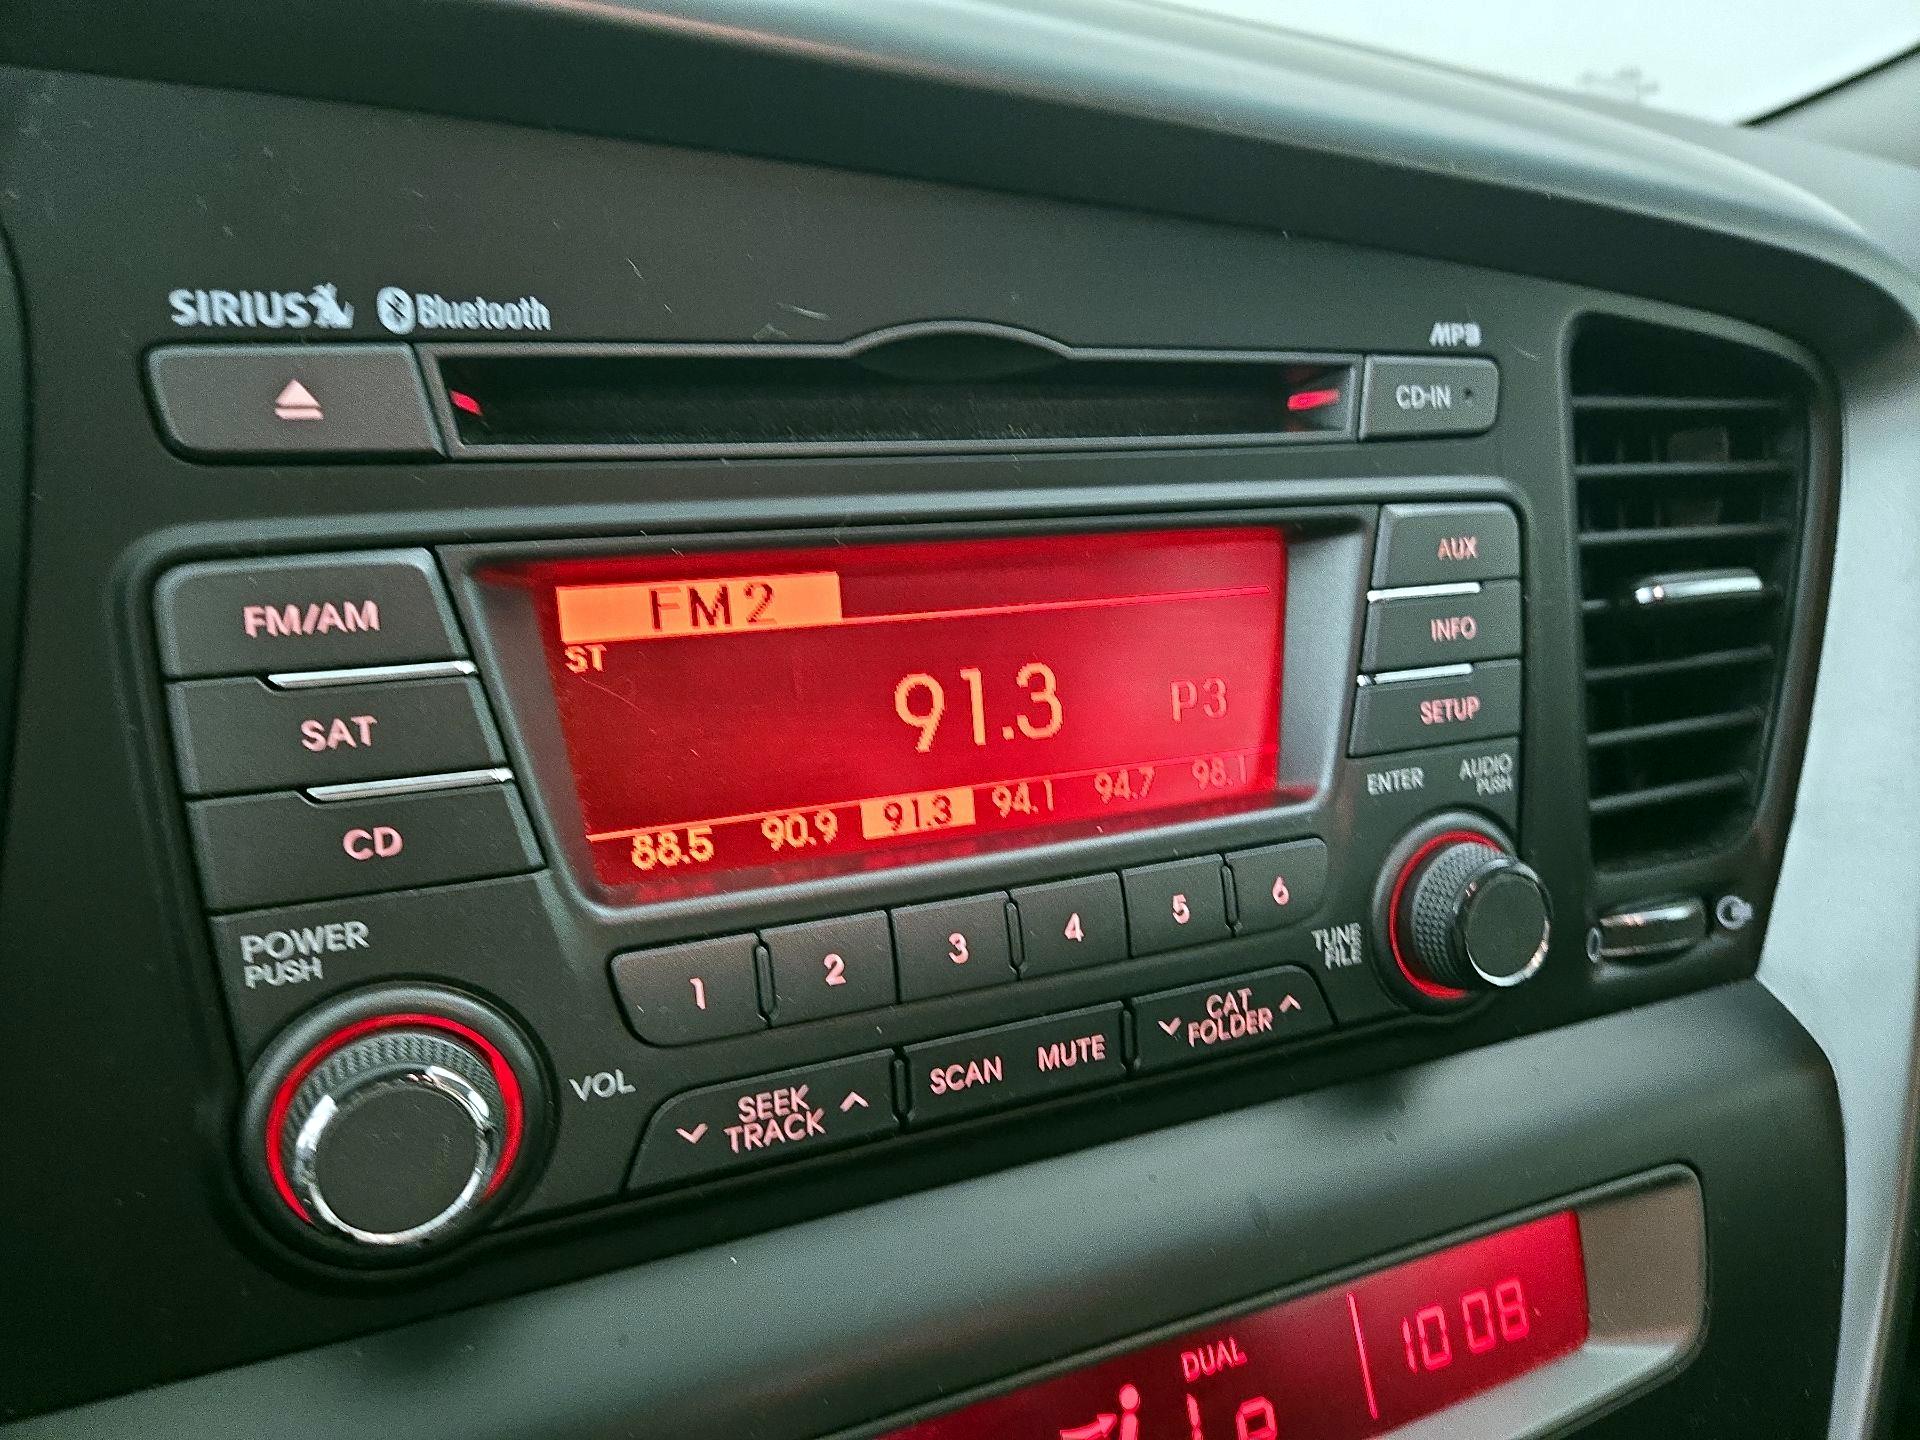 SIRIUS Bluetooth
MP3
CD-IN
FM/AM
SAT
CD
POWER
PUSH
VOL
FM2
ST
91.3 P3
88.5 90.9 91.3 94.1 94.7 98.1
AUX
INFO
SETUP
ENTER
AUDIO
PUSH
TUNE
FILE
1 2 3 4 5 6
SEEK
TRACK
SCAN MUTE
CAT
FOLDER
DUAL
10 08